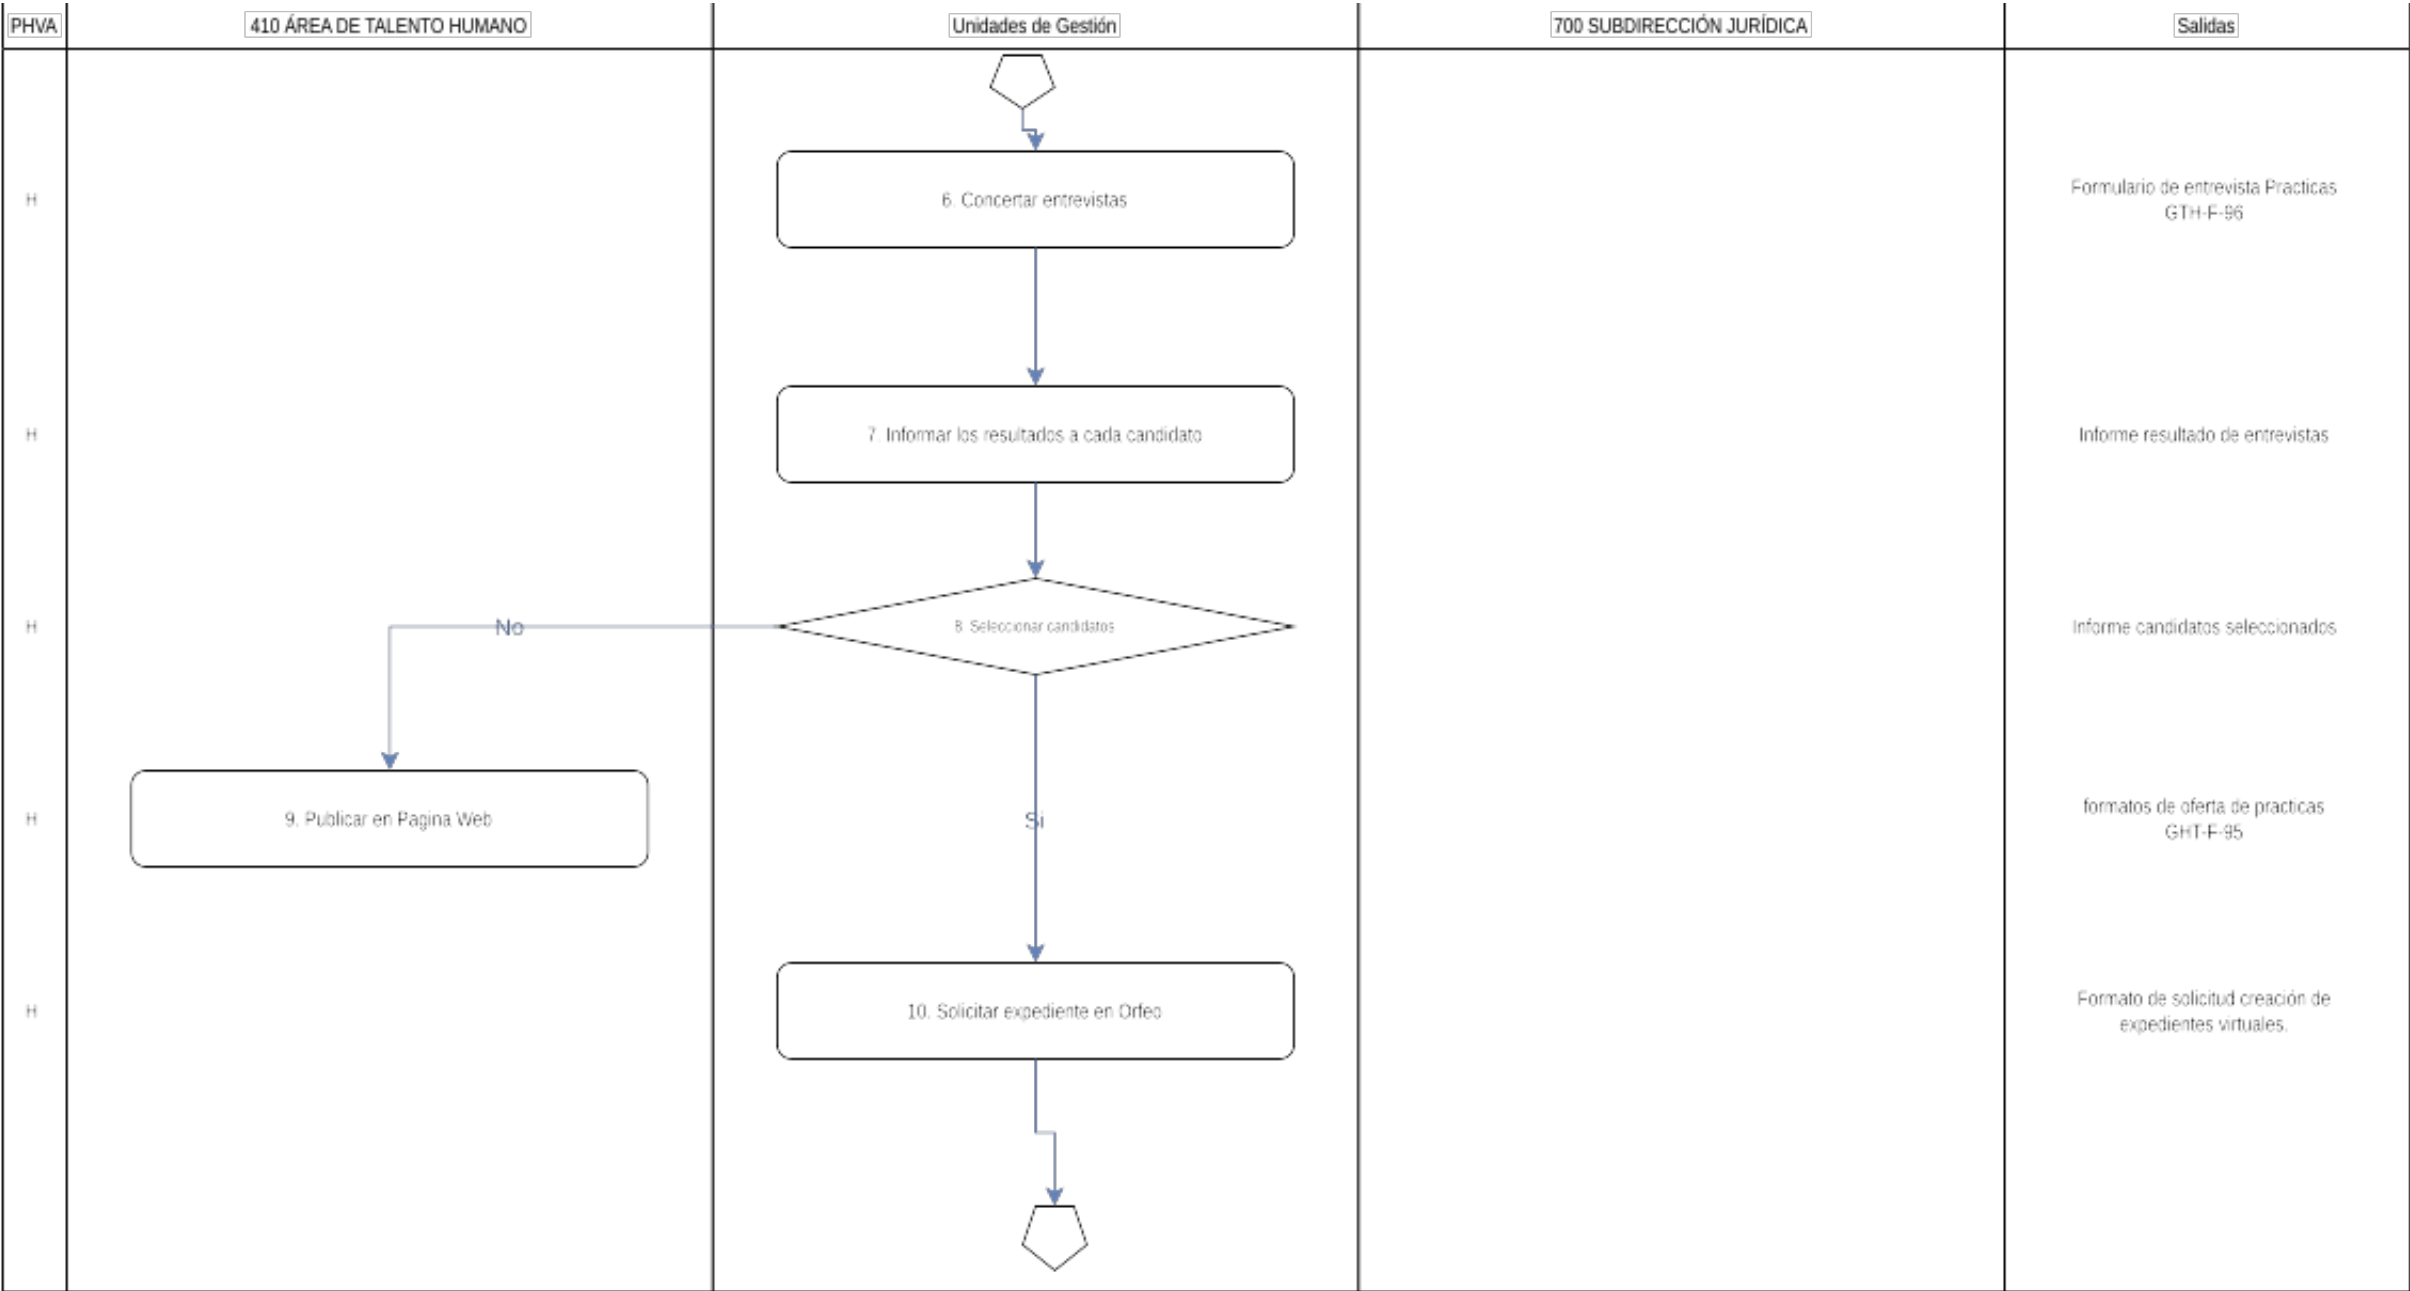 PHVA
410 ÁREA DE TALENTO HUMANO
Unidades de Gestión
700 SUBDIRECCIÓN JURÍDICA
Salidas
H
6. Concertar entrevistas
Formulario de entrevista Practicas
GTH-F-96
H
7. Informar los resultados a cada candidato
Informe resultado de entrevistas
H
No
8. Seleccionar candidatos
Informe candidatos seleccionados
H
9. Publicar en Pagina Web
Si
formatos de oferta de practicas
GHT-F-95
H
10. Solicitar expediente en Orfeo
Formato de solicitud creación de
expedientes virtuales.